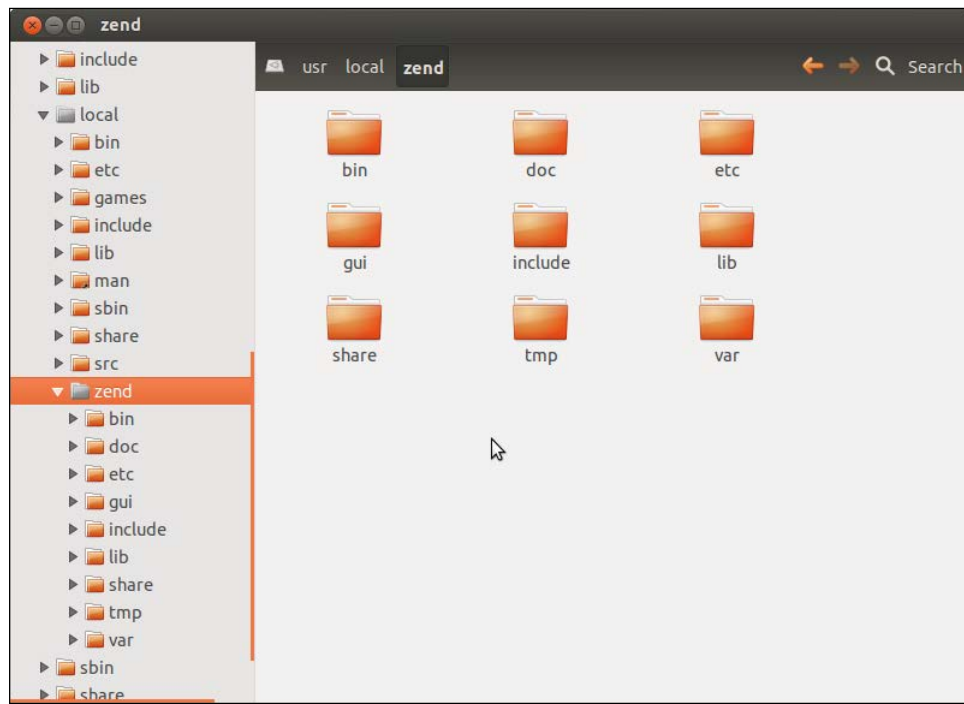 zend
include
lib
local
bin
etc
games
include
lib
man
sbin
share
src
zend
bin
doc
etc
gui
include
lib
share
tmp
var
sbin
share
usr local zend Search
bin doc etc
gui include lib
share tmp var